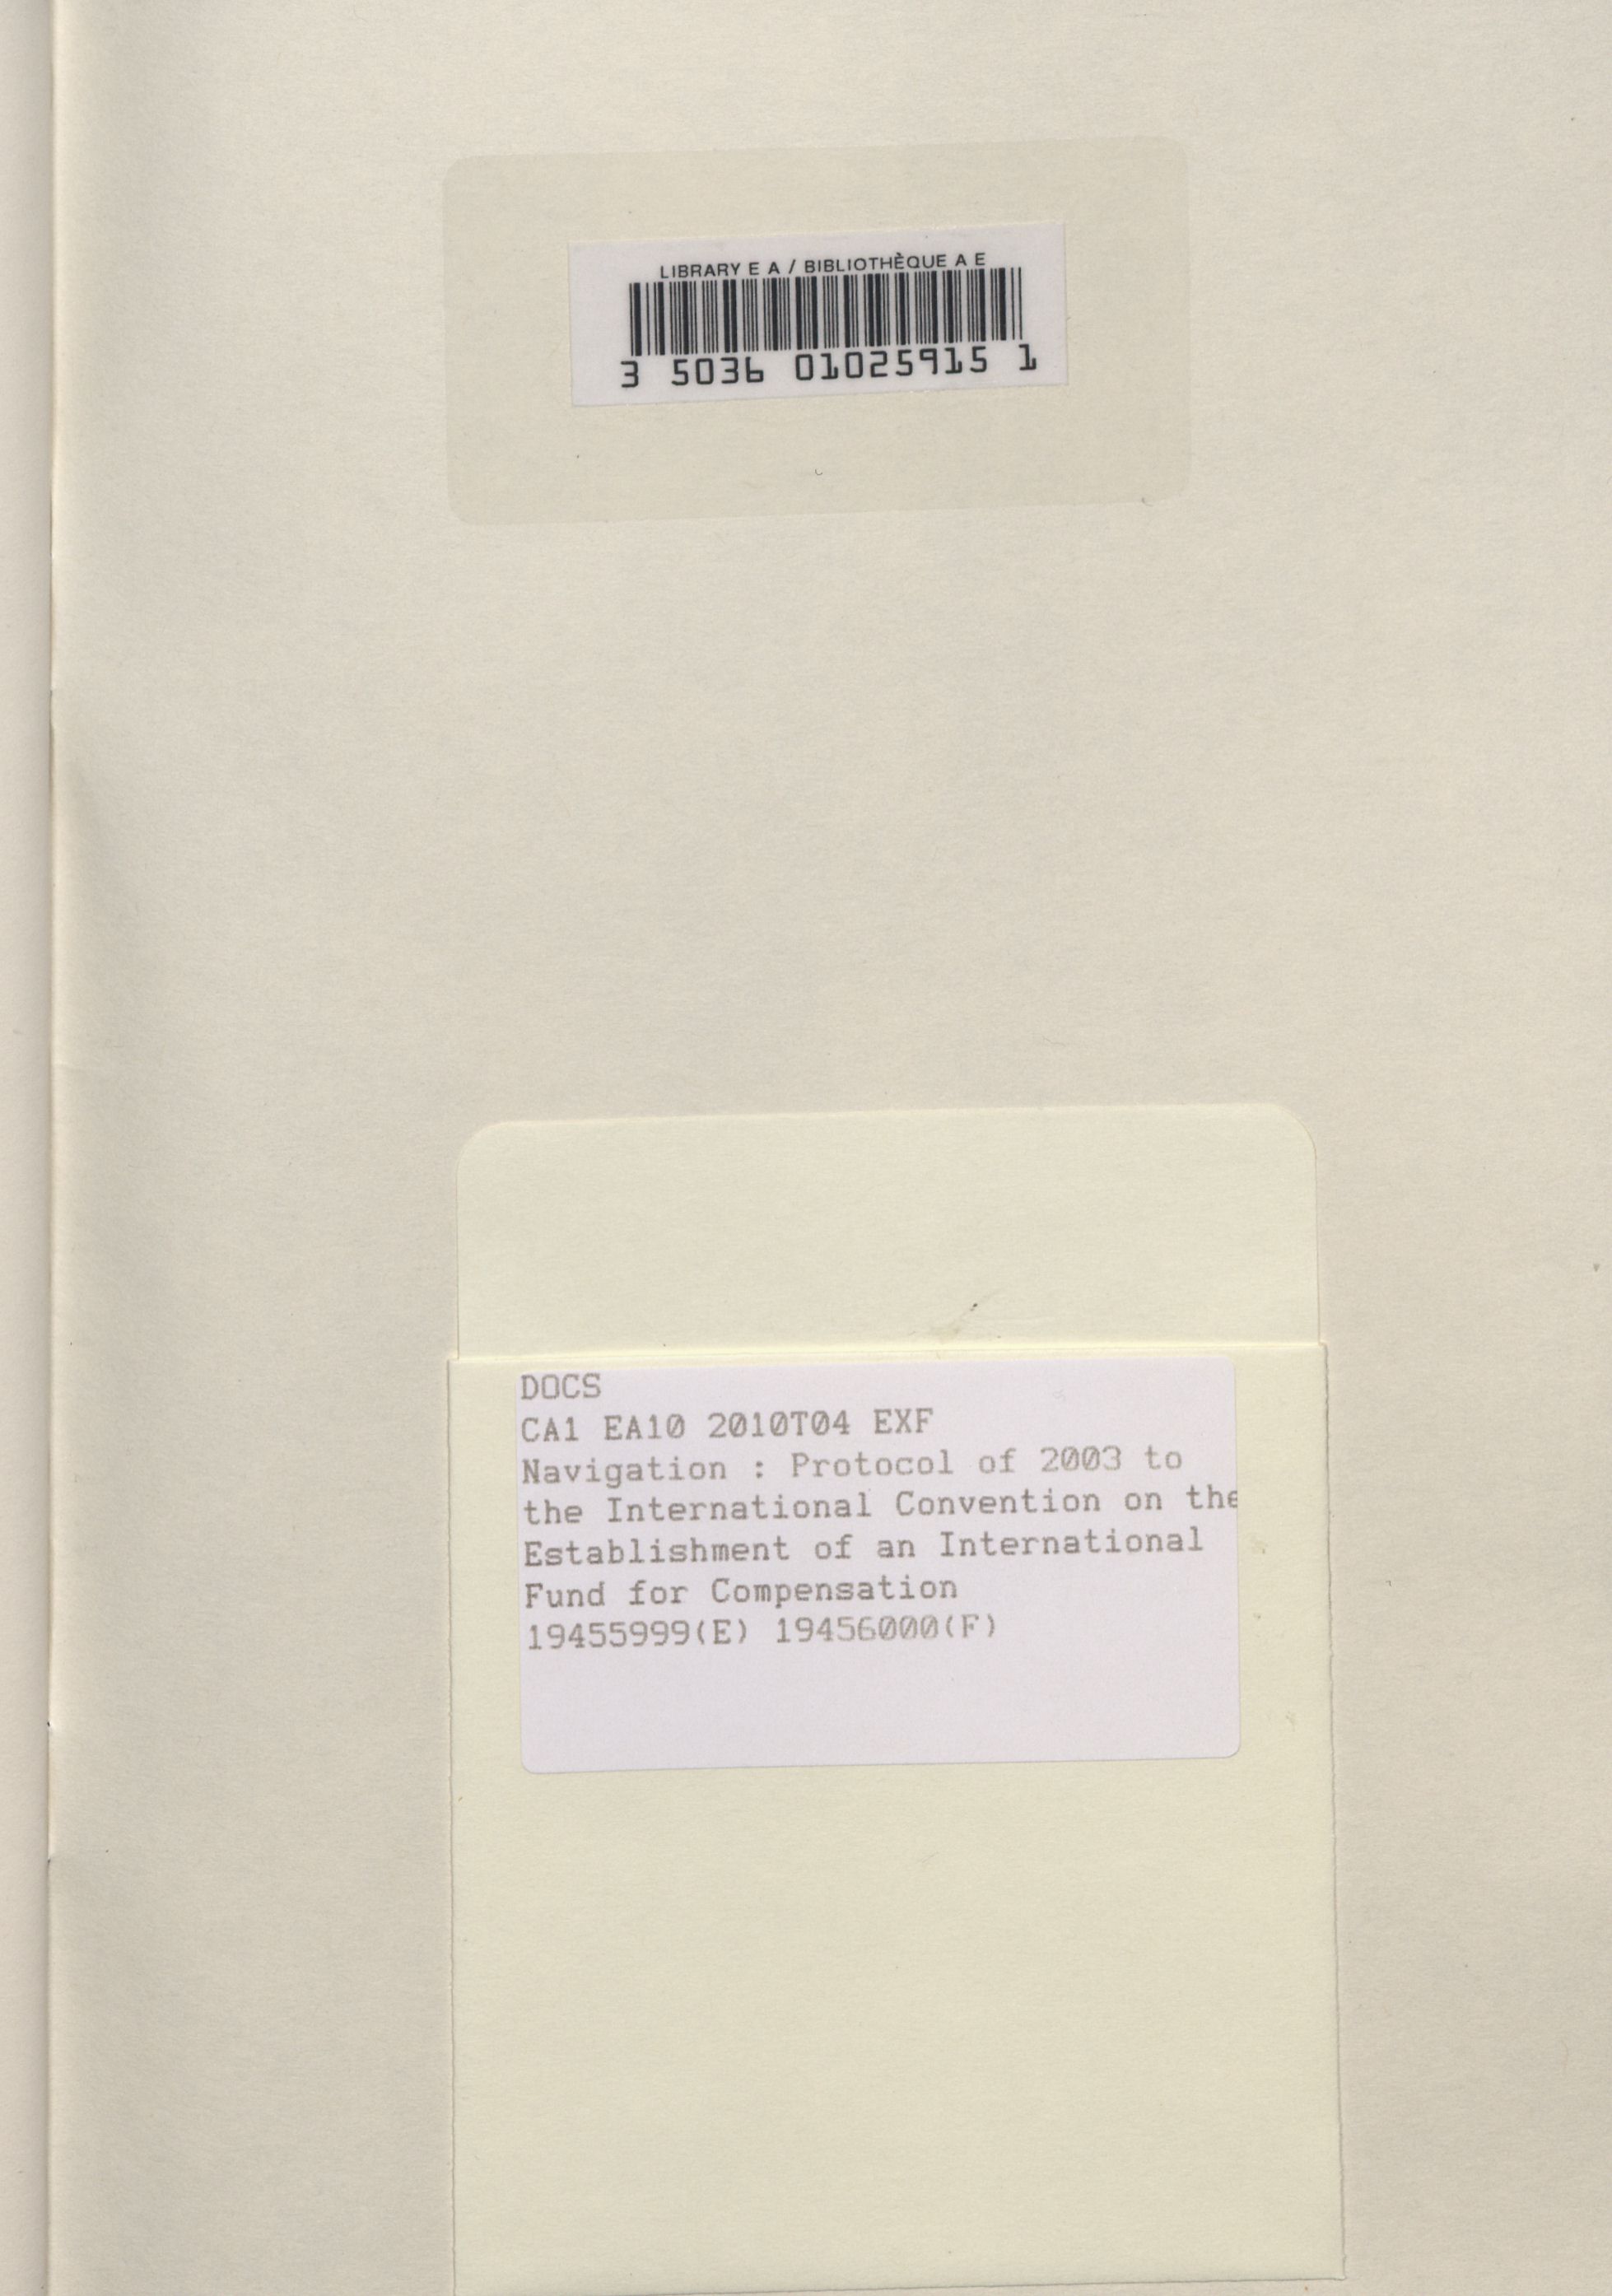 LIBRARY E A / BIBLIOTHÈQUE A E
3 5036 01025915 1
DOCS
CA1 EA10 2010T04 EXF
Navigation : Protocol of 2003 to
the International Convention on the
Establishment of an International
Fund for Compensation
19455999(E) 19456000(F)